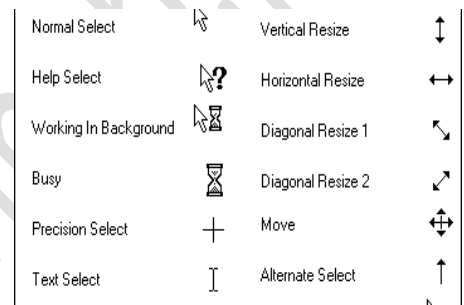 Normal Select
Help Select
Working In Background
Busy
Precision Select
Text Select
Vertical Resize
Horizontal Resize
Diagonal Resize 1
Diagonal Resize 2
Move
Alternate Select